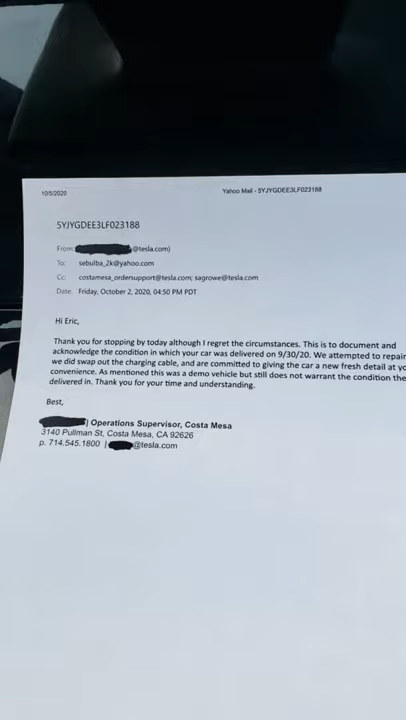 10/5/2020
Yahoo Mail - 5YJYGDEE3LF023188
5YJYGDEE3LF023188
From: @tesla.com)
To: sebulba_2k@yahoo.com
Cc: costamesa_ordersupport@tesla.com; sagrowe@tesla.com
Date: Friday, October 2, 2020, 04:50 PM PDT
Hi Eric,
Thank you for stopping by today although I regret the circumstances. This is to document and
acknowledge the condition in which your car was delivered on 9/30/20. We attempted to repair
we did swap out the charging cable, and are committed to giving the car a new fresh detail at yo
convenience. As mentioned this was a demo vehicle but still does not warrant the condition the
delivered in. Thank you for your time and understanding.
Best,
| Operations Supervisor, Costa Mesa
3140 Pullman St, Costa Mesa, CA 92626
p. 714.545.1800 | @tesla.com